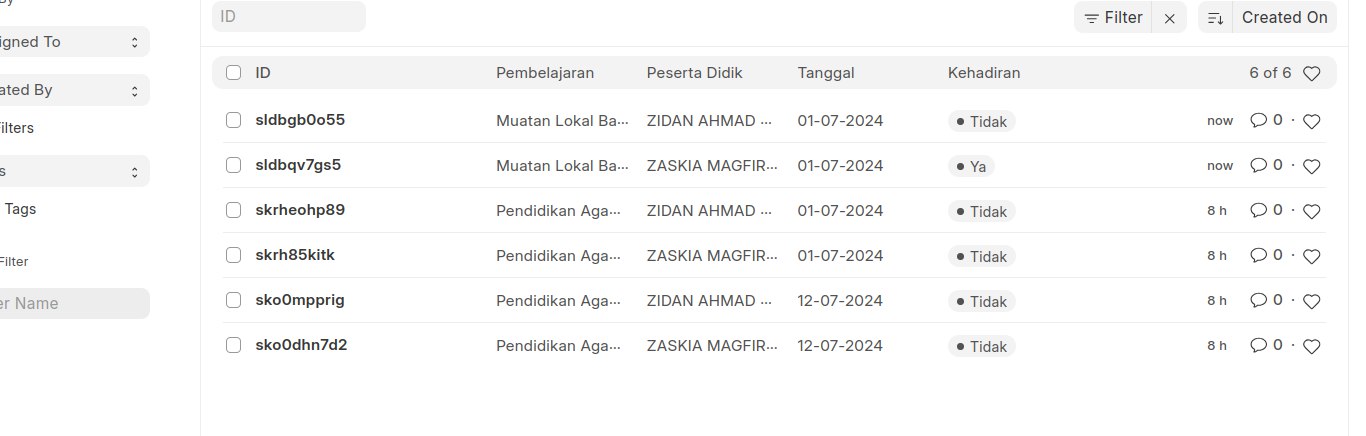 By
ID
Filter
Created On
igned To
ID Pembelajaran Peserta Didik Tanggal Kehadiran 6 of 6
ated By
sldbgb0o55 Muatan Lokal Ba... ZIDAN AHMAD ... 01-07-2024 Tidak now 0 ·
ilters
sldbqv7gs5 Muatan Lokal Ba... ZASKIA MAGFIR... 01-07-2024 Ya now 0 ·
s
Tags
skrheohp89 Pendidikan Aga... ZIDAN AHMAD ... 01-07-2024 Tidak 8 h 0 ·
skrh85kitk Pendidikan Aga... ZASKIA MAGFIR... 01-07-2024 Tidak 8 h 0 ·
Filter
sko0mpprig Pendidikan Aga... ZIDAN AHMAD ... 12-07-2024 Tidak 8 h 0 ·
er Name
sko0dhn7d2 Pendidikan Aga... ZASKIA MAGFIR... 12-07-2024 Tidak 8 h 0 ·